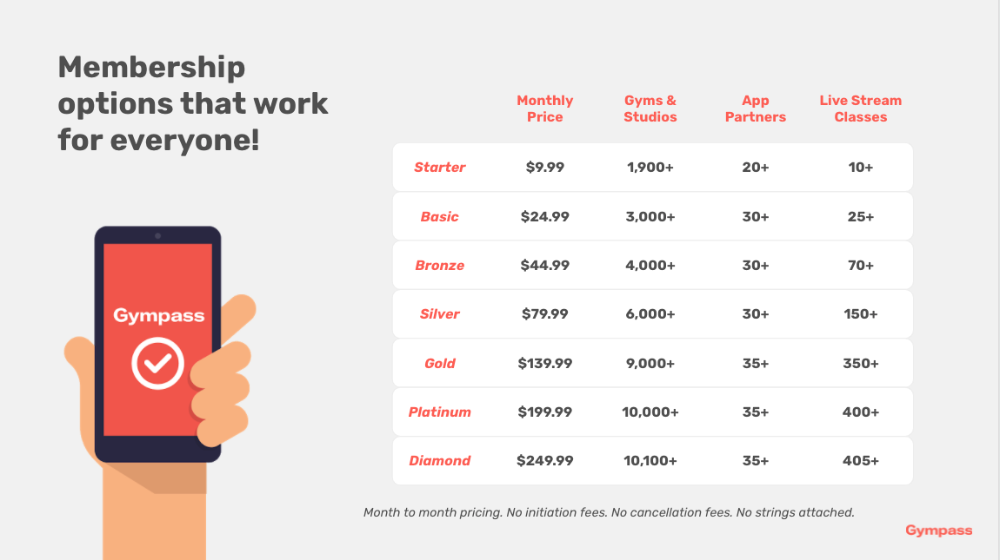 Membership
options that work
for everyone!
Gympass
Monthly Price Gyms & Studios App Partners Live Stream Classes
Starter $9.99 1,900+ 20+ 10+
Basic $24.99 3,000+ 30+ 25+
Bronze $44.99 4,000+ 30+ 70+
Silver $79.99 6,000+ 30+ 150+
Gold $139.99 9,000+ 35+ 350+
Platinum $199.99 10,000+ 35+ 400+
Diamond $249.99 10,100+ 35+ 405+
Month to month pricing. No initiation fees. No cancellation fees. No strings attached.
Gympass